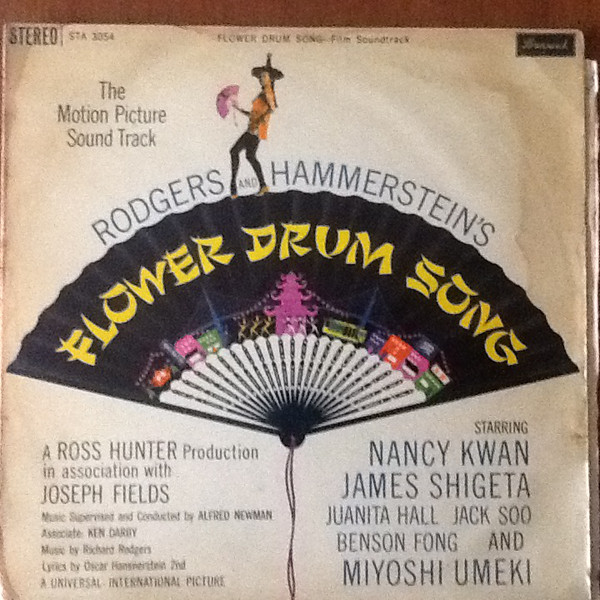 STEREO STA 3054 FLOWER DRUM SONG—Film Soundtrack Brunswick
The
Motion Picture
Sound Track
RODGERS AND HAMMERSTEIN'S
FLOWER DRUM SONG
A ROSS HUNTER Production
in association with
JOSEPH FIELDS
Music Supervised and Conducted by ALFRED NEWMAN
Associate: KEN DARBY
Music by Richard Rodgers
Lyrics by Oscar Hammerstein 2nd
A UNIVERSAL-INTERNATIONAL PICTURE
STARRING
NANCY KWAN
JAMES SHIGETA
JUANITA HALL JACK SOO
BENSON FONG AND
MIYOSHI UMEKI